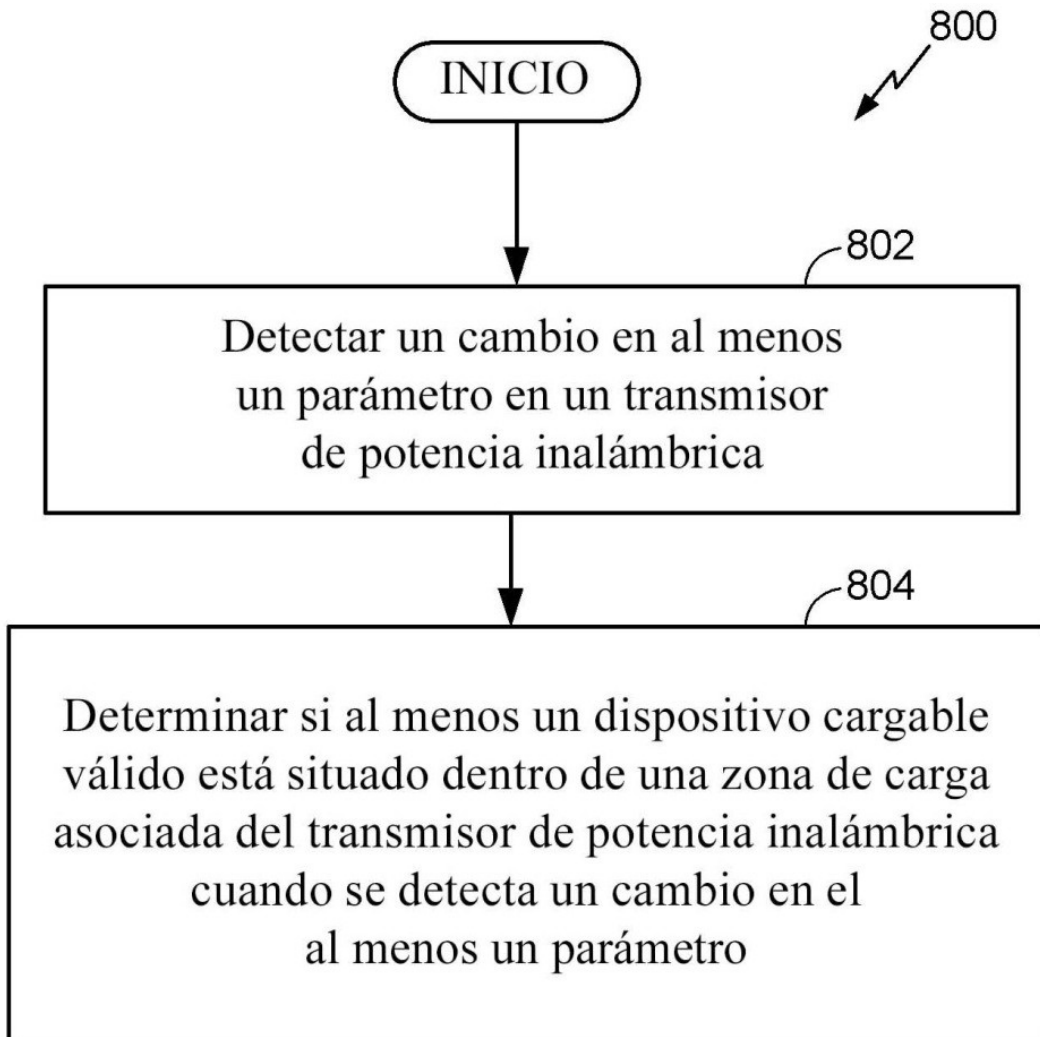 800
INICIO
802
Detectar un cambio en al menos
un parámetro en un transmisor
de potencia inalámbrica
804
Determinar si al menos un dispositivo cargable
válido está situado dentro de una zona de carga
asociada del transmisor de potencia inalámbrica
cuando se detecta un cambio en el
al menos un parámetro